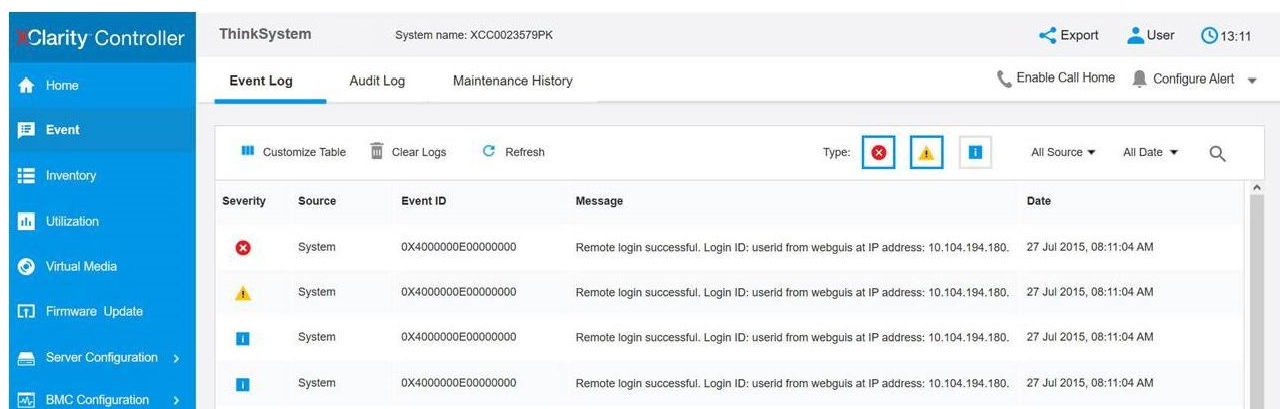 XClarity Controller
ThinkSystem System name: XCC0023579PK Export User 13:11
Home
Event Log Audit Log Maintenance History Enable Call Home Configure Alert
Event
Customize Table Clear Logs Refresh Type: All Source All Date
Inventory
Severity Source Event ID Message Date
Utilization
System 0X4000000E00000000 Remote login successful. Login ID: userid from webguis at IP address: 10.104.194.180. 27 Jul 2015, 08:11:04 AM
Virtual Media
System 0X4000000E00000000 Remote login successful. Login ID: userid from webguis at IP address: 10.104.194.180. 27 Jul 2015, 08:11:04 AM
Firmware Update
System 0X4000000E00000000 Remote login successful. Login ID: userid from webguis at IP address: 10.104.194.180. 27 Jul 2015, 08:11:04 AM
Server Configuration
System 0X4000000E00000000 Remote login successful. Login ID: userid from webguis at IP address: 10.104.194.180. 27 Jul 2015, 08:11:04 AM
BMC Configuration